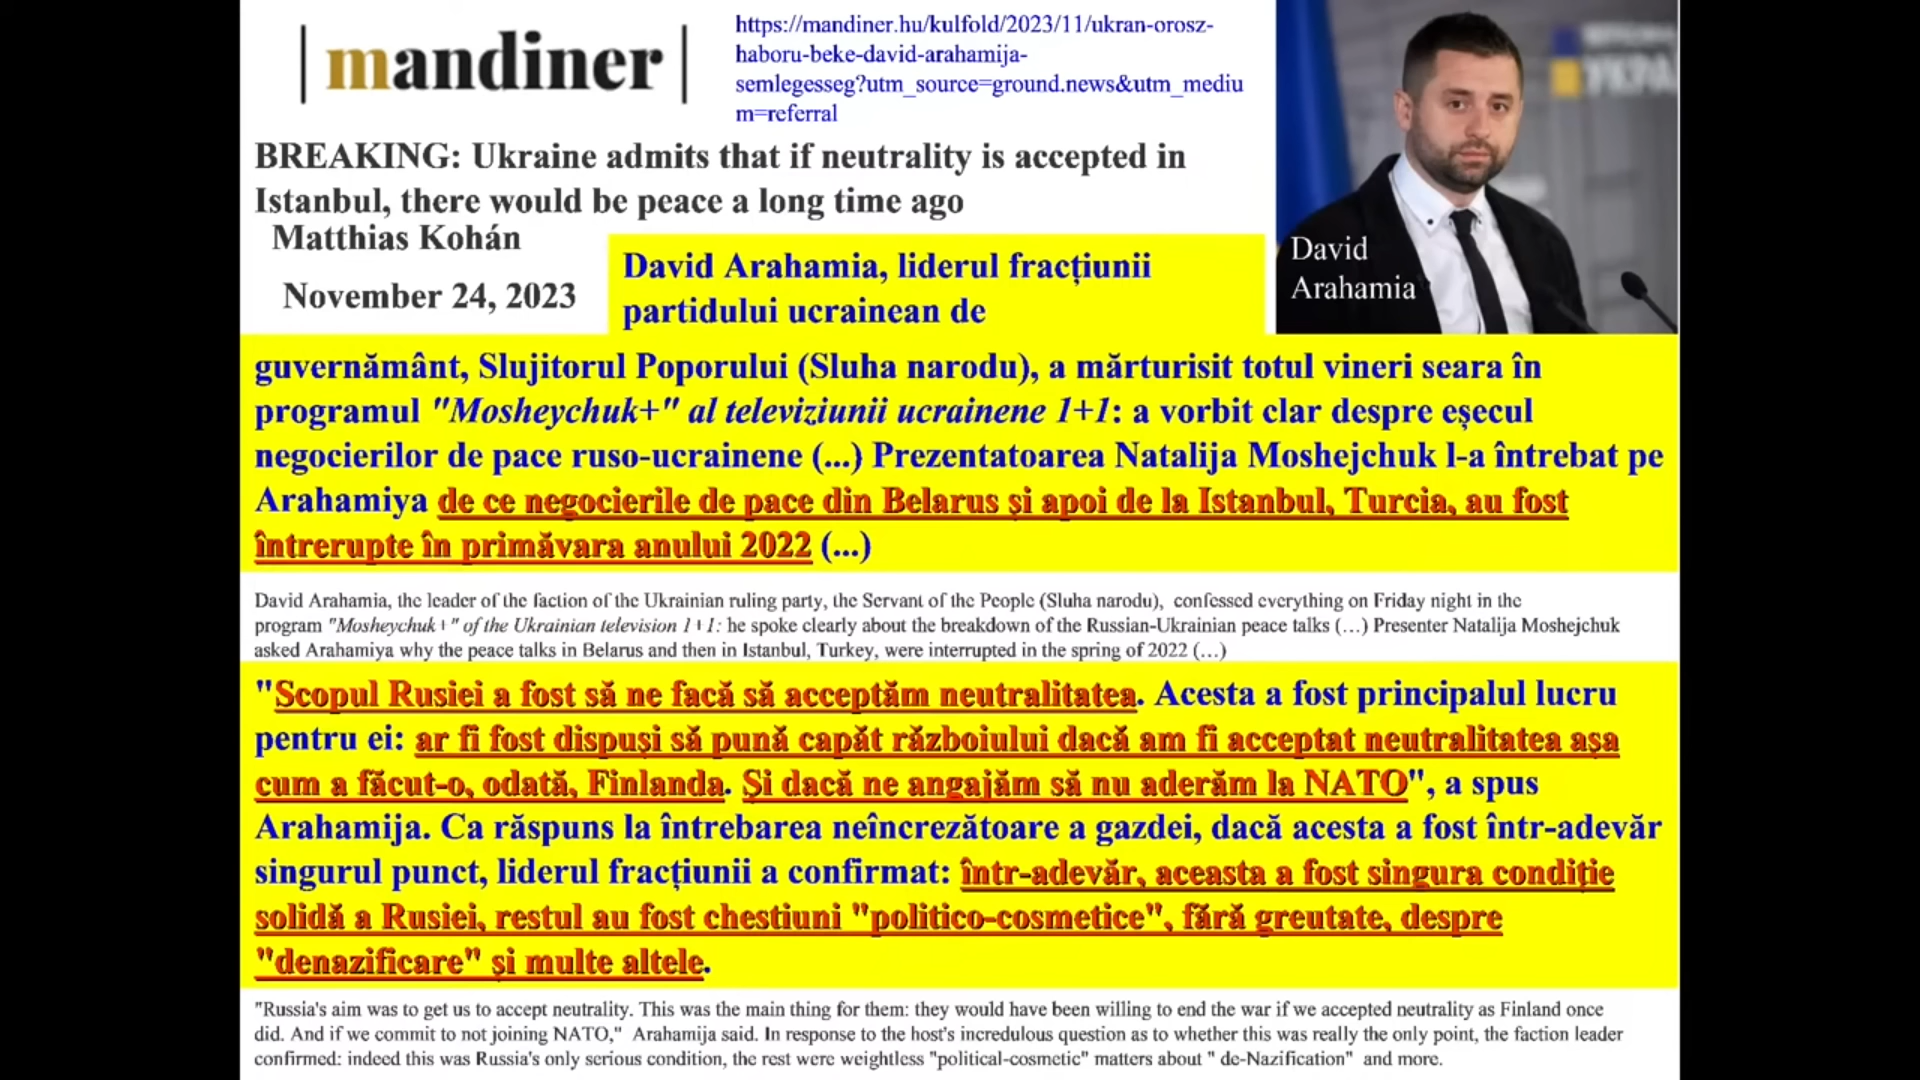 | mandiner |
https://mandiner.hu/kulfold/2023/11/ukran-orosz-
haboru-beke-david-arahamija-
semlegesseg?utm_source=ground.news&utm_mediu
m=referral
BREAKING: Ukraine admits that if neutrality is accepted in
Istanbul, there would be peace a long time ago
Matthias Kohán
November 24, 2023
David
Arahamia
David Arahamia, liderul fracțiunii
partidului ucrainean de
guvernământ, Slujitorul Poporului (Sluha narodu), a mărturisit totul vineri seara în
programul "Mosheychuk+" al televiziunii ucrainene 1+1: a vorbit clar despre eșecul
negocierilor de pace ruso-ucrainene (...) Prezentatoarea Natalija Moshejchuk l-a întrebat pe
Arahamiya de ce negocierile de pace din Belarus și apoi de la Istanbul, Turcia, au fost
întrerupte în primăvara anului 2022 (...)
David Arahamia, the leader of the faction of the Ukrainian ruling party, the Servant of the People (Sluha narodu), confessed everything on Friday night in the
program "Mosheychuk+" of the Ukrainian television 1+1: he spoke clearly about the breakdown of the Russian-Ukrainian peace talks (…) Presenter Natalija Moshejchuk
asked Arahamiya why the peace talks in Belarus and then in Istanbul, Turkey, were interrupted in the spring of 2022 (…)
"Scopul Rusiei a fost să ne facă să acceptăm neutralitatea. Acesta a fost principalul lucru
pentru ei: ar fi fost dispuși să pună capăt războiului dacă am fi acceptat neutralitatea așa
cum a făcut-o, odată, Finlanda. Și dacă ne angajăm să nu aderăm la NATO", a spus
Arahamija. Ca răspuns la întrebarea neîncrezătoare a gazdei, dacă acesta a fost într-adevăr
singurul punct, liderul fracțiunii a confirmat: într-adevăr, aceasta a fost singura condiție
solidă a Rusiei, restul au fost chestiuni "politico-cosmetice", fără greutate, despre
"denazificare" și multe altele.
"Russia's aim was to get us to accept neutrality. This was the main thing for them: they would have been willing to end the war if we accepted neutrality as Finland once
did. And if we commit to not joining NATO," Arahamija said. In response to the host's incredulous question as to whether this was really the only point, the faction leader
confirmed: indeed this was Russia's only serious condition, the rest were weightless "political-cosmetic" matters about " de-Nazification" and more.